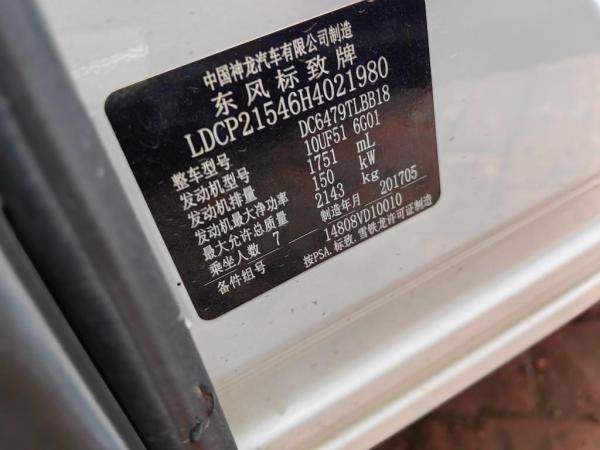 中国神龙汽车有限公司制造
东风标致牌
LDCP21546H4021980
整车型号 DC6479TLBB18
发动机型号 10UF51 6G01
发动机排量 1751 mL
发动机最大净功率 150 kW
最大允许总质量 2143 kg
乘坐人数 7 制造年月 201705
备件组号 14808VD10010
按PSA.标致.雪铁龙许可证制造